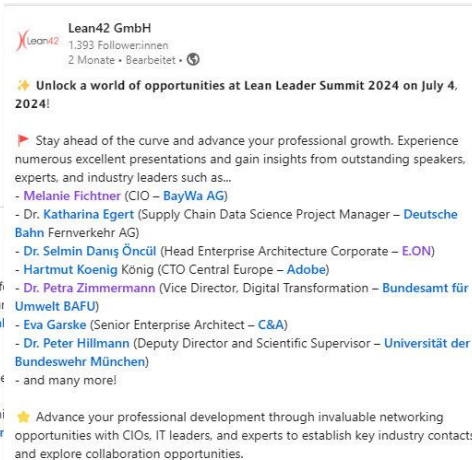 Lean42 GmbH
Lean42
1.393 Follower:innen
2 Monate • Bearbeitet •
✨ Unlock a world of opportunities at Lean Leader Summit 2024 on July 4,
2024!
🚩 Stay ahead of the curve and advance your professional growth. Experience
numerous excellent presentations and gain insights from outstanding speakers,
experts, and industry leaders such as...
- Melanie Fichtner (CIO – BayWa AG)
- Dr. Katharina Egert (Supply Chain Data Science Project Manager – Deutsche
Bahn Fernverkehr AG)
- Dr. Selmin Danış Öncül (Head Enterprise Architecture Corporate – E.ON)
- Hartmut Koenig König (CTO Central Europe – Adobe)
- Dr. Petra Zimmermann (Vice Director, Digital Transformation – Bundesamt für
Umwelt BAFU)
- Eva Garske (Senior Enterprise Architect – C&A)
- Dr. Peter Hillmann (Deputy Director and Scientific Supervisor – Universität der
Bundeswehr München)
- and many more!
⭐ Advance your professional development through invaluable networking
opportunities with CIOs, IT leaders, and experts to establish key industry contacts
and explore collaboration opportunities.